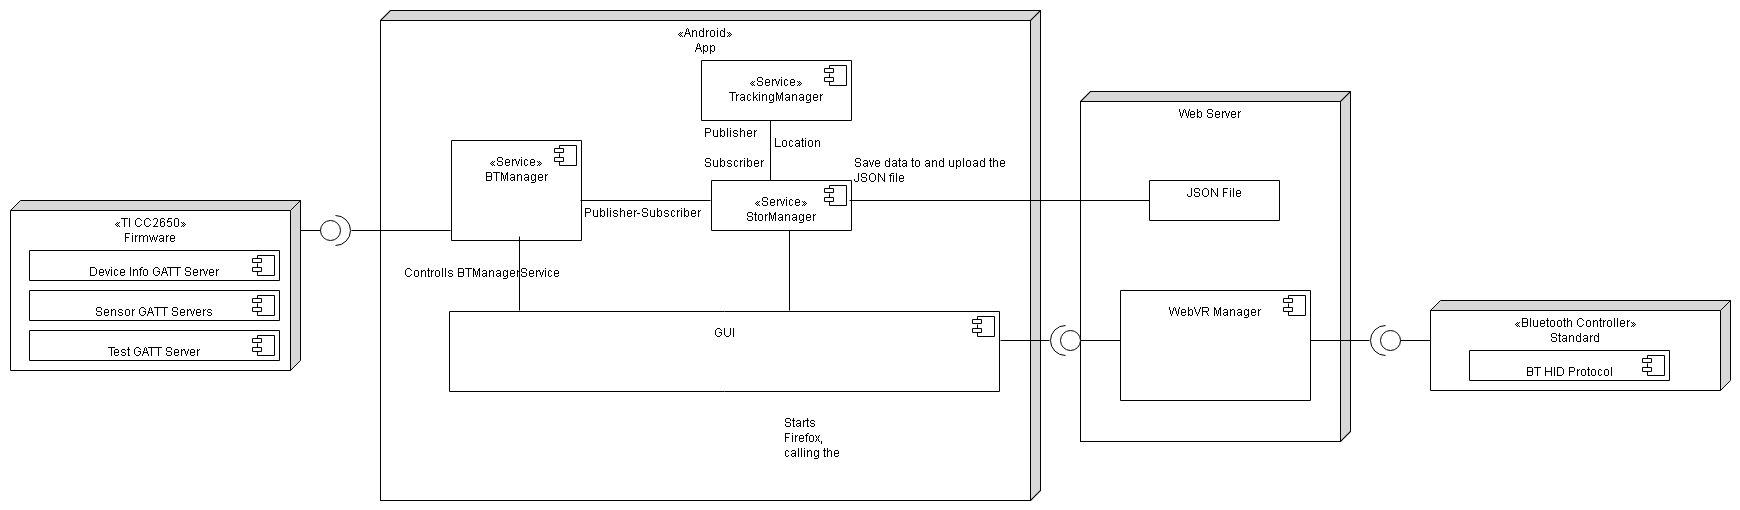 «TI CC2650»
Firmware
Device Info GATT Server
Sensor GATT Servers
Test GATT Server
«Android»
App
«Service»
TrackingManager
Publisher
Location
Subscriber
«Service»
BTManager
Publisher-Subscriber
«Service»
StorManager
Save data to and upload the
JSON file
Controlls BTManagerService
GUI
Starts
Firefox,
calling the
Web Server
JSON File
WebVR Manager
«Bluetooth Controller»
Standard
BT HID Protocol